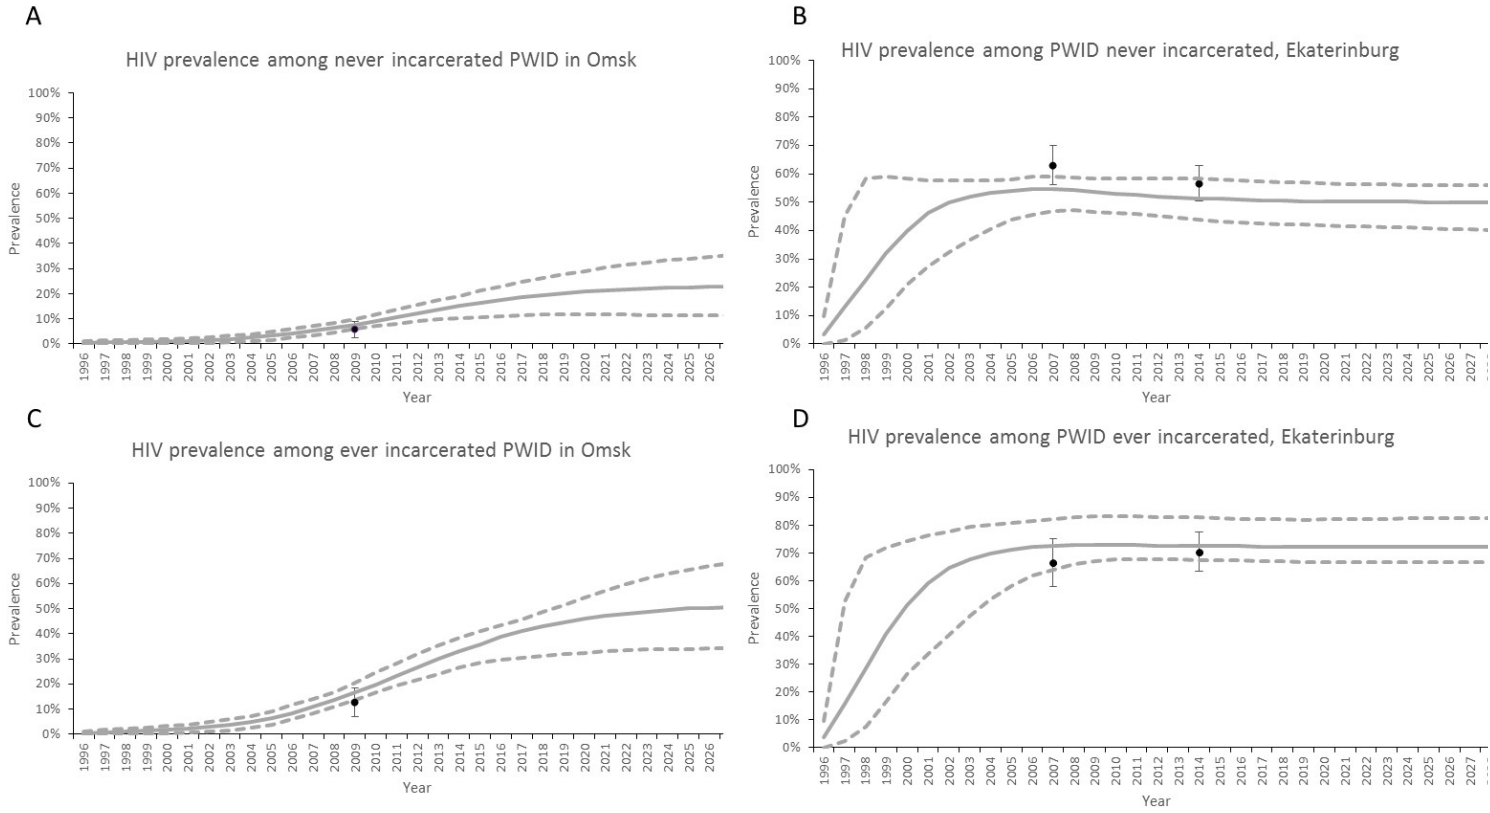 A
HIV prevalence among never incarcerated PWID in Omsk
100%
90%
80%
70%
60%
50%
40%
30%
20%
10%
0%
Prevalence
1996 1997 1998 1999 2000 2001 2002 2003 2004 2005 2006 2007 2008 2009 2010 2011 2012 2013 2014 2015 2016 2017 2018 2019 2020 2021 2022 2023 2024 2025 2026
Year
B
HIV prevalence among PWID never incarcerated, Ekaterinburg
100%
90%
80%
70%
60%
50%
40%
30%
20%
10%
0%
Prevalence
1996 1997 1998 1999 2000 2001 2002 2003 2004 2005 2006 2007 2008 2009 2010 2011 2012 2013 2014 2015 2016 2017 2018 2019 2020 2021 2022 2023 2024 2025 2026 2027
Year
C
HIV prevalence among ever incarcerated PWID in Omsk
100%
90%
80%
70%
60%
50%
40%
30%
20%
10%
0%
Prevalence
1996 1997 1998 1999 2000 2001 2002 2003 2004 2005 2006 2007 2008 2009 2010 2011 2012 2013 2014 2015 2016 2017 2018 2019 2020 2021 2022 2023 2024 2025 2026
Year
D
HIV prevalence among PWID ever incarcerated, Ekaterinburg
100%
90%
80%
70%
60%
50%
40%
30%
20%
10%
0%
Prevalence
1996 1997 1998 1999 2000 2001 2002 2003 2004 2005 2006 2007 2008 2009 2010 2011 2012 2013 2014 2015 2016 2017 2018 2019 2020 2021 2022 2023 2024 2025 2026 2027
Year